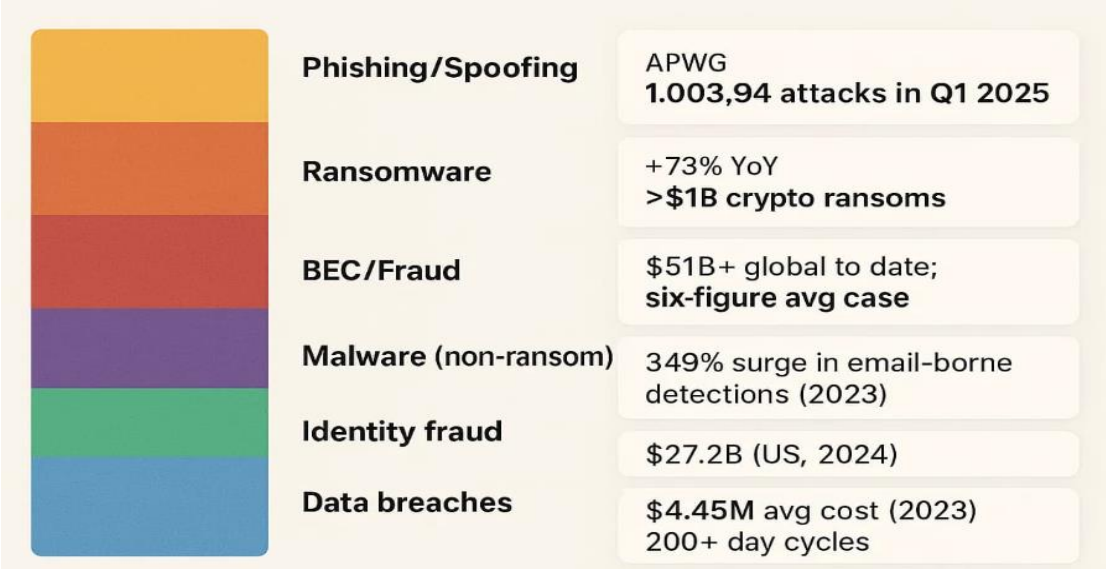 Phishing/Spoofing
APWG
1.003,94 attacks in Q1 2025
Ransomware
+73% YoY
>$1B crypto ransoms
BEC/Fraud
$51B+ global to date;
six-figure avg case
Malware (non-ransom)
349% surge in email-borne
detections (2023)
Identity fraud
$27.2B (US, 2024)
Data breaches
$4.45M avg cost (2023)
200+ day cycles